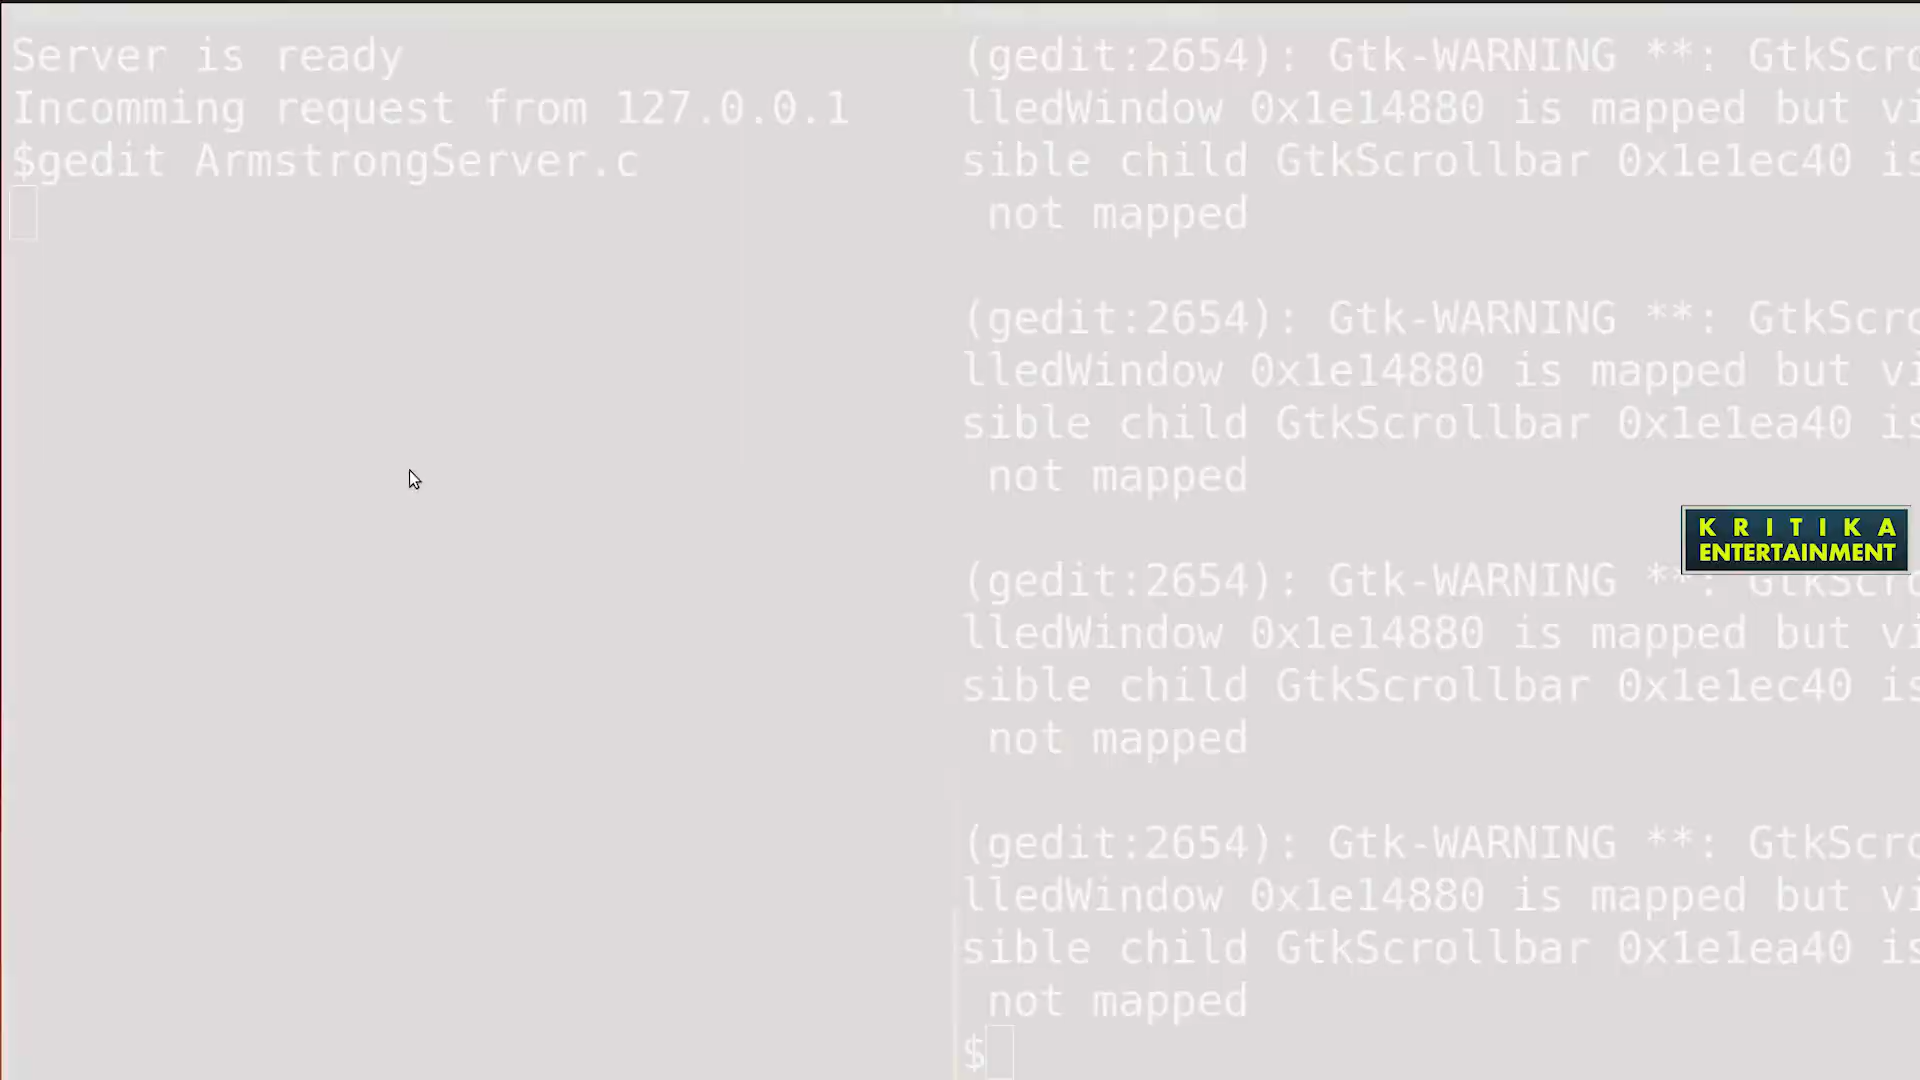 Server is ready
Incomming request from 127.0.0.1
$gedit ArmstrongServer.c
(gedit:2654): Gtk-WARNING **: GtkScro
lledWindow 0x1e14880 is mapped but vi
sible child GtkScrollbar 0x1e1ec40 is
not mapped
(gedit:2654): Gtk-WARNING **: GtkScro
lledWindow 0x1e14880 is mapped but vi
sible child GtkScrollbar 0x1e1ea40 is
not mapped
KRITIKA
ENTERTAINMENT
(gedit:2654): Gtk-WARNING **: GtkScro
lledWindow 0x1e14880 is mapped but vi
sible child GtkScrollbar 0x1e1ec40 is
not mapped
(gedit:2654): Gtk-WARNING **: GtkScro
lledWindow 0x1e14880 is mapped but vi
sible child GtkScrollbar 0x1e1ea40 is
not mapped
$